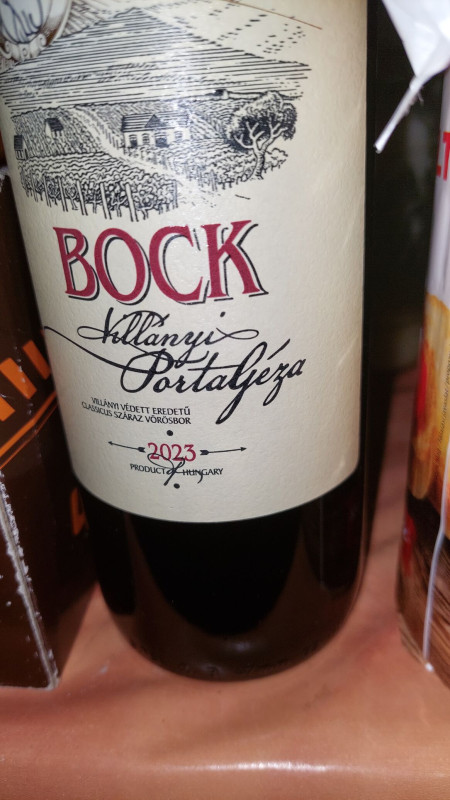 BOCK
Villányi
PortaGéza
VILLÁNYI VÉDETT EREDETŰ
CLASSICUS SZÁRAZ VÖRÖSBOR
2023
PRODUCT OF HUNGARY